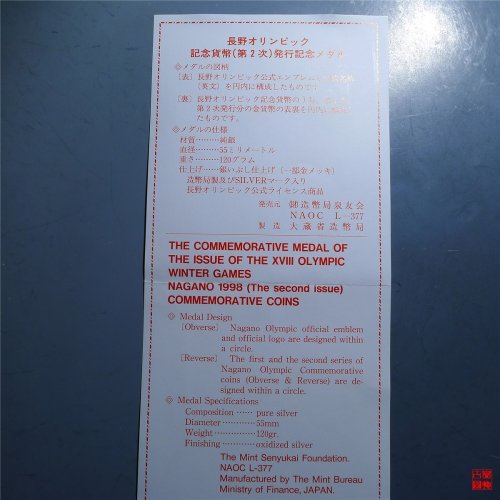 長野オリンピック
記念貨幣(第2次)発行記念メダル
◇メダルの図柄
〔表〕長野オリンピック公式エンブレム
(英文)を円内に構成したものです。
〔裏〕長野オリンピック記念貨幣のうち、
第2次発行分の金貨幣の表裏を円内に
たものです。
◇メダルの仕様
材質………純銀
直径………55ミリメートル
重さ………120グラム
仕上げ……銀いぶし仕上げ(一部金メッキ)
造幣局製及びSILVERマーク入り
長野オリンピック公式ライセンス商品
発売元 ㈶造幣局泉友会
NAOC L—377
製造 大蔵省造幣局
THE COMMEMORATIVE MEDAL OF
THE ISSUE OF THE XVIII OLYMPIC
WINTER GAMES
NAGANO 1998 (The second issue)
COMMEMORATIVE COINS
◇ Medal Design
[Obverse] Nagano Olympic official emblem
and official logo are designed within
a circle.
[Reverse] The first and the second series of
Nagano Olympic Commemorative
coins (Obverse & Reverse) are de-
signed within a circle.
◇ Medal Specifications
Composition …… pure silver
Diameter …………55mm
Weight……………120gr.
Finishing …………oxidized silver
The Mint Senyukai Foundation.
NAOC L-377
Manufactured by The Mint Bureau
Ministry of Finance, JAPAN.